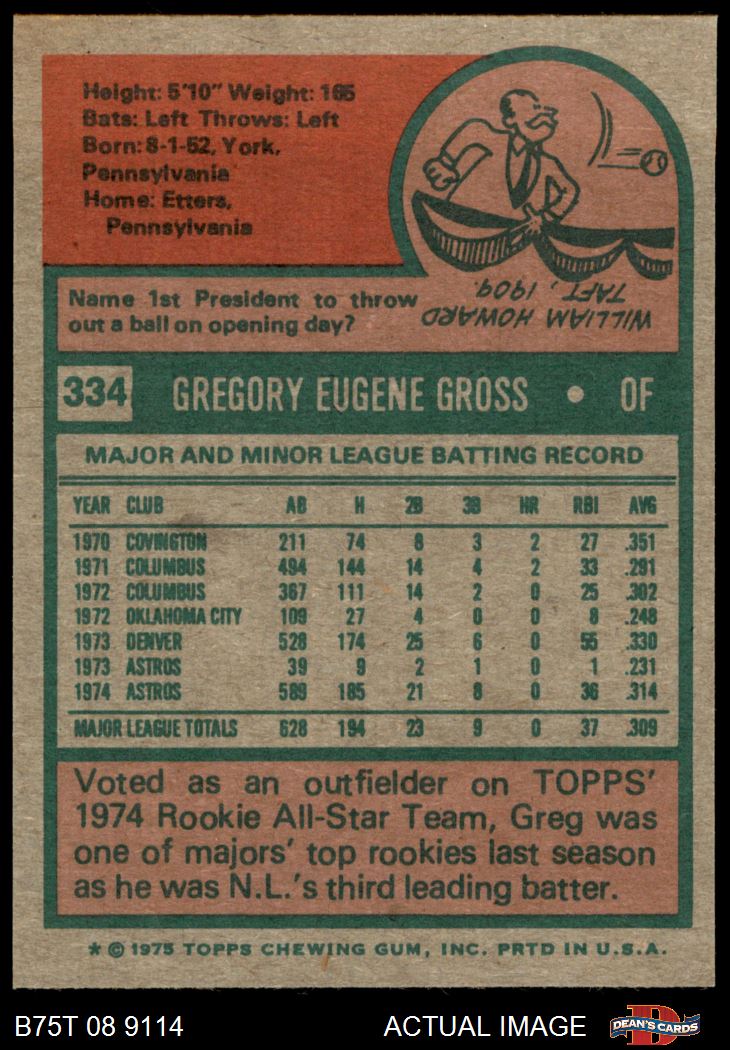 Height: 5'10" Weight: 165
Bats: Left Throws: Left
Born: 8-1-52, York,
Pennsylvania
Home: Etters,
Pennsylvania
Name 1st President to throw
out a ball on opening day?
WILLIAM HOWARD
TAFT, 1909.
334 GREGORY EUGENE GROSS • OF
MAJOR AND MINOR LEAGUE BATTING RECORD
YEAR CLUB AB H 2B 3B HR RBI AVG
1970 COVINGTON 211 74 8 3 2 27 .351
1971 COLUMBUS 494 144 14 4 2 33 .291
1972 COLUMBUS 367 111 14 2 0 25 .302
1972 OKLAHOMA CITY 109 27 4 0 0 8 .248
1973 DENVER 528 174 25 6 0 55 .330
1973 ASTROS 39 9 2 1 0 1 .231
1974 ASTROS 589 185 21 8 0 36 .314
MAJOR LEAGUE TOTALS 628 194 23 9 0 37 .309
Voted as an outfielder on TOPPS'
1974 Rookie All-Star Team, Greg was
one of majors' top rookies last season
as he was N.L.'s third leading batter.
* © 1975 TOPPS CHEWING GUM, INC. PRTD IN U.S.A.
B75T 08 9114 ACTUAL IMAGE D DEAN'S CARDS